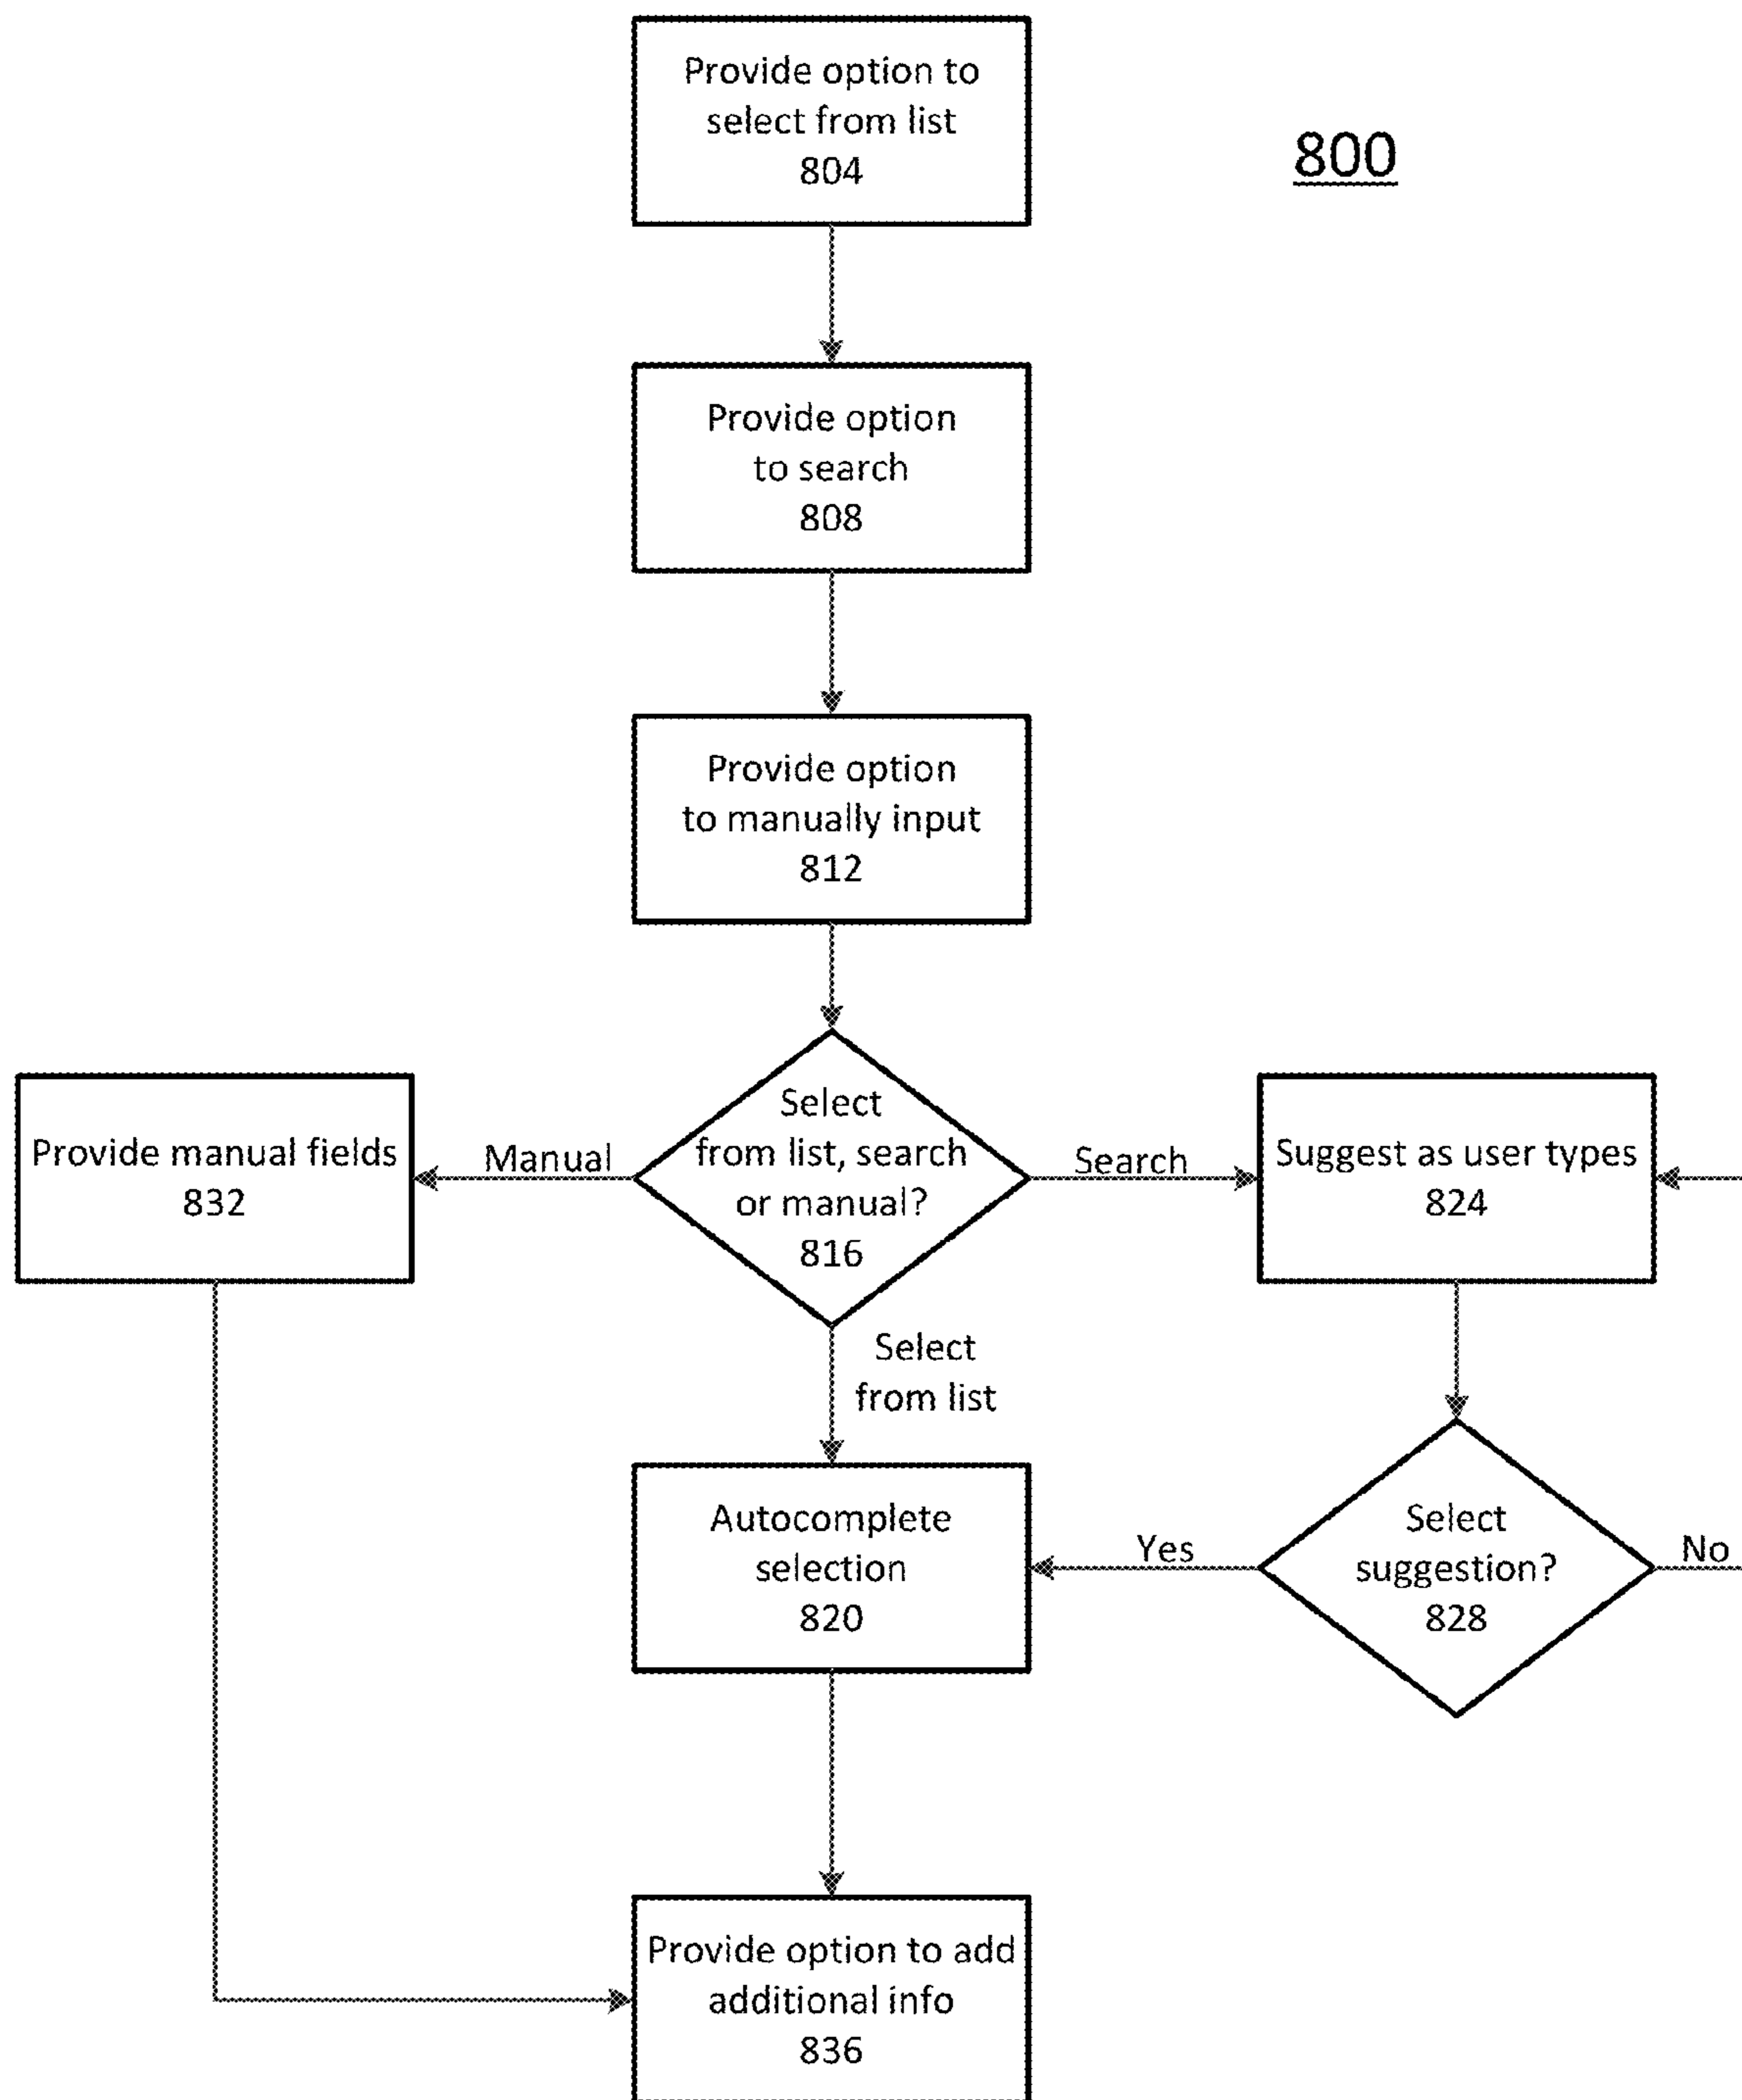 Provide option to
select from list
804
800
Provide option
to search
808
Provide option
to manually input
812
Provide manual fields
832
Manual
Select
from list, search
or manual?
816
Search
Suggest as user types
824
Select
from list
Autocomplete
selection
820
Yes
Select
suggestion?
828
No
Provide option to add
additional info
836